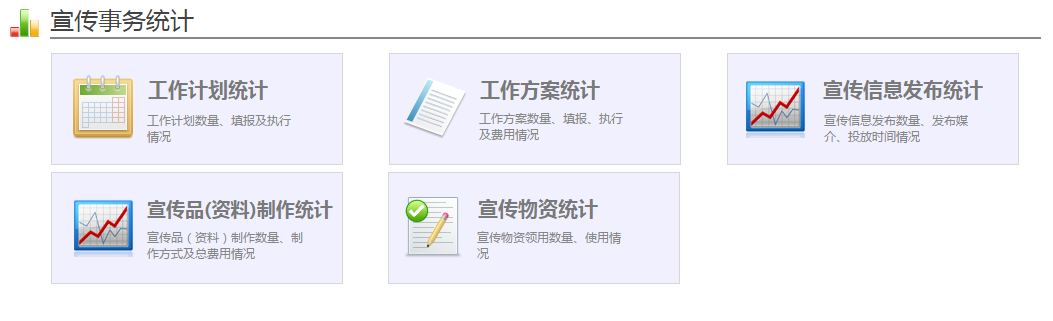 宣传事务统计
工作计划统计
工作计划数量、填报及执行
情况
工作方案统计
工作方案数量、填报、执行
及费用情况
宣传信息发布统计
宣传信息发布数量、发布媒
介、投放时间情况
宣传品(资料)制作统计
宣传品（资料）制作数量、制
作方式及总费用情况
宣传物资统计
宣传物资领用数量、使用情
况